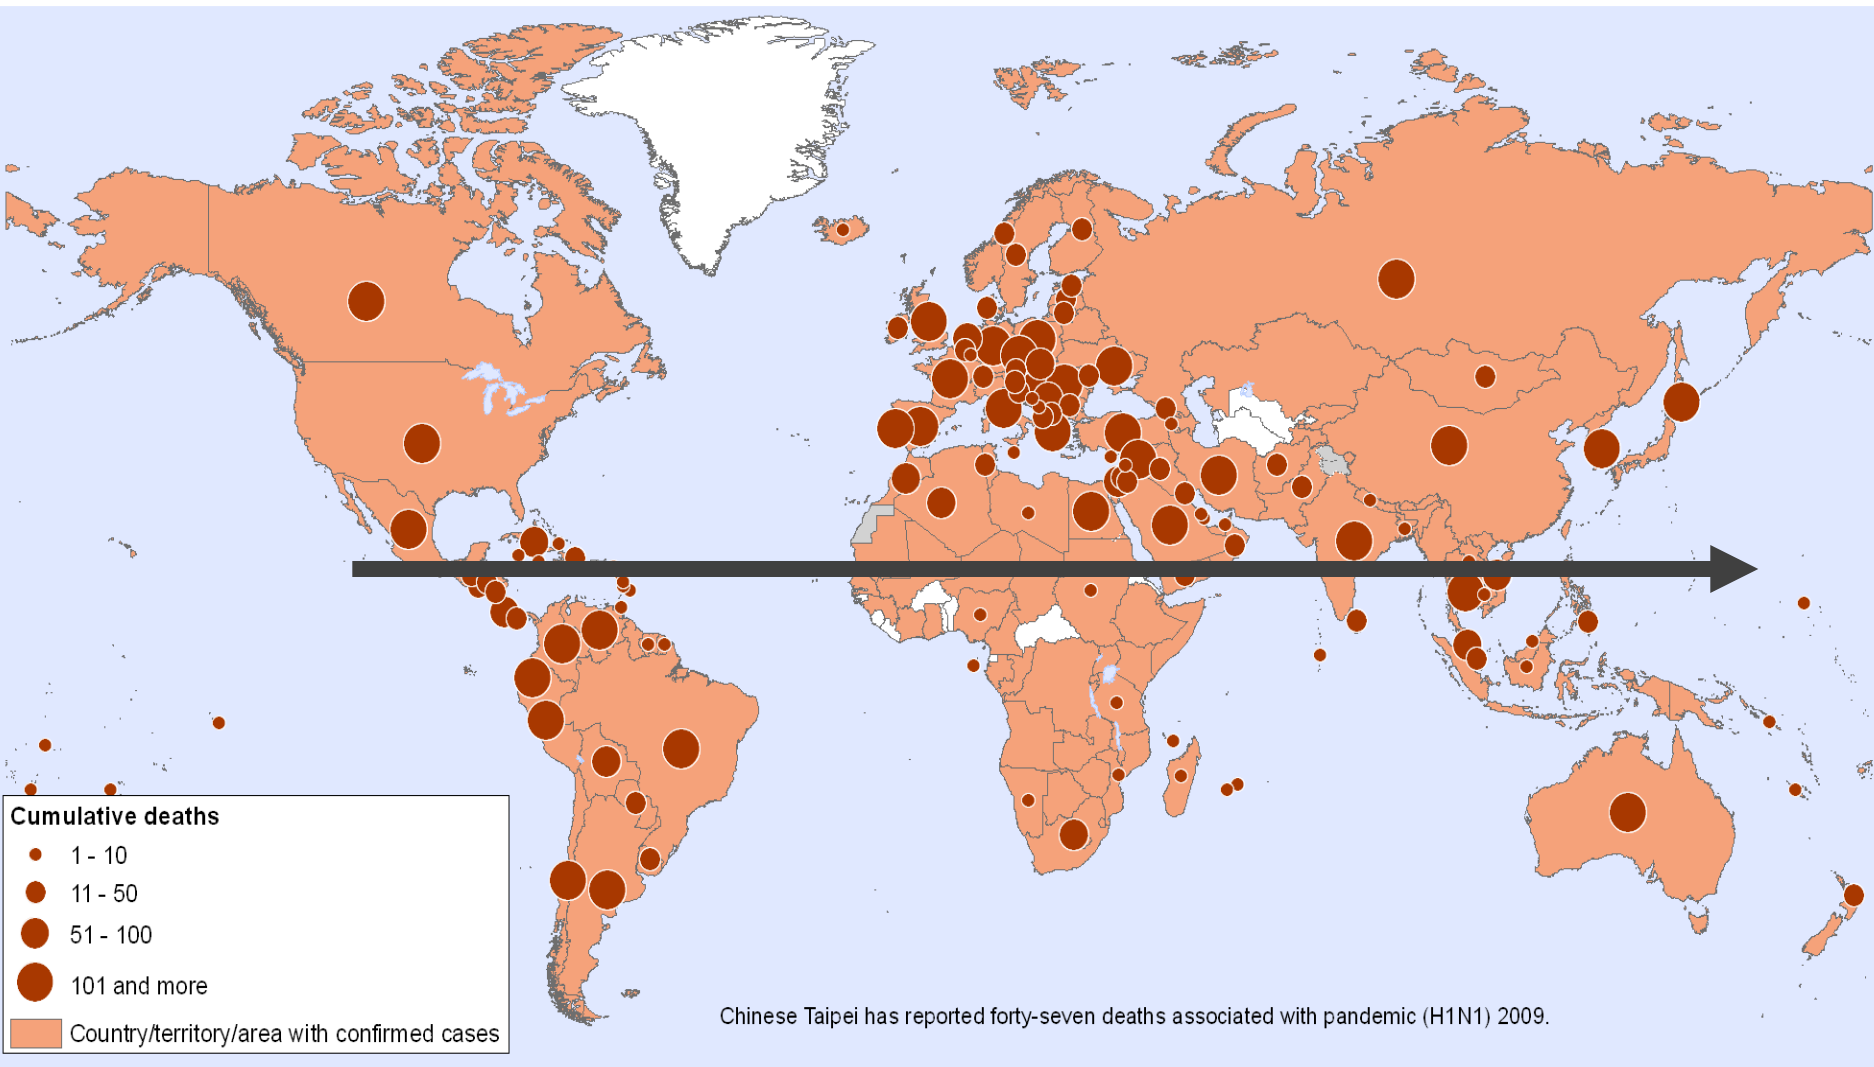 Cumulative deaths
1 - 10
11 - 50
51 - 100
101 and more
Country/territory/area with confirmed cases
Chinese Taipei has reported forty-seven deaths associated with pandemic (H1N1) 2009.